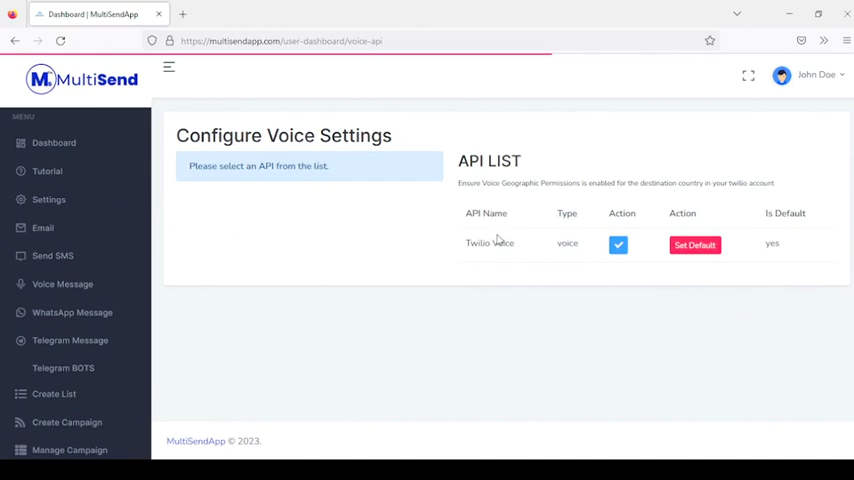 Dashboard | MultiSendApp
https://multisendapp.com/user-dashboard/voice-api
M. MultiSend
John Doe
MENU
Dashboard
Tutorial
Settings
Email
Send SMS
Voice Message
WhatsApp Message
Telegram Message
Telegram BOTS
Create List
Create Campaign
Manage Campaign
Configure Voice Settings
Please select an API from the list.
API LIST
Ensure Voice Geographic Permissions is enabled for the destination country in your twilio account
API Name Type Action Action Is Default
Twilio Voice voice Set Default yes
MultiSendApp © 2023.